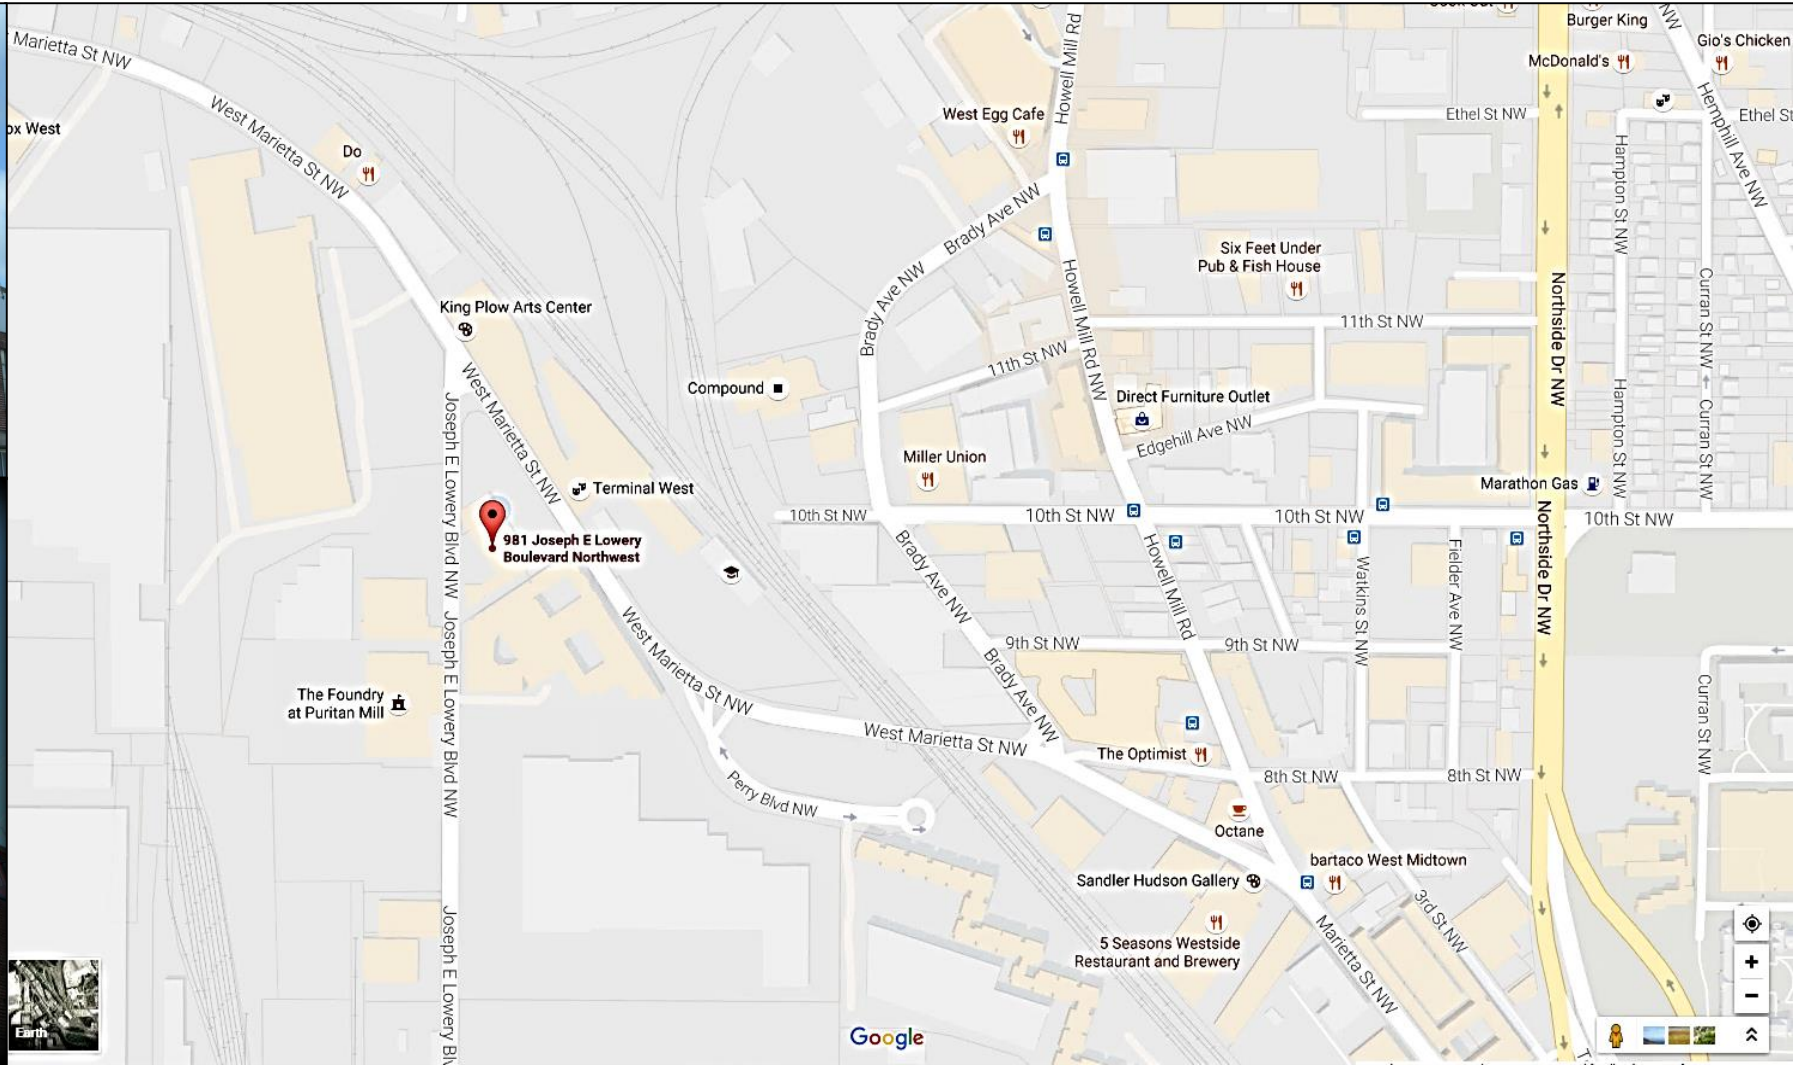 Burger King
Marietta St NW
Gio's Chicken
McDonald's
Howell Mill Rd
NW
West Marietta St NW
West Egg Cafe
Ethel St NW
Ethel St
Hemphill Ave NW
ox West
Do
Brady Ave NW
Hampton St NW
Six Feet Under
Pub & Fish House
Howell Mill Rd NW
Northside Dr NW
Curran St NW
King Plow Arts Center
Brady Ave NW
11th St NW
11th St NW
West Marietta St NW
Compound
Direct Furniture Outlet
Joseph E Lowery Blvd NW
Edgehill Ave NW
Hampton St NW
Curran St NW
Miller Union
Terminal West
Marathon Gas
10th St NW
10th St NW
10th St NW
10th St NW
981 Joseph E Lowery
Boulevard Northwest
Brady Ave NW
Howell Mill Rd
Watkins St NW
Fielder Ave NW
Northside Dr NW
Joseph E Lowery Blvd NW
West Marietta St NW
9th St NW
9th St NW
Brady Ave NW
The Foundry
at Puritan Mill
Curran St NW
West Marietta St NW
The Optimist
8th St NW
8th St NW
Perry Blvd NW
Octane
bartaco West Midtown
Sandler Hudson Gallery
3rd St NW
5 Seasons Westside
Restaurant and Brewery
Marietta St NW
Joseph E Lowery Blv
Earth
Google